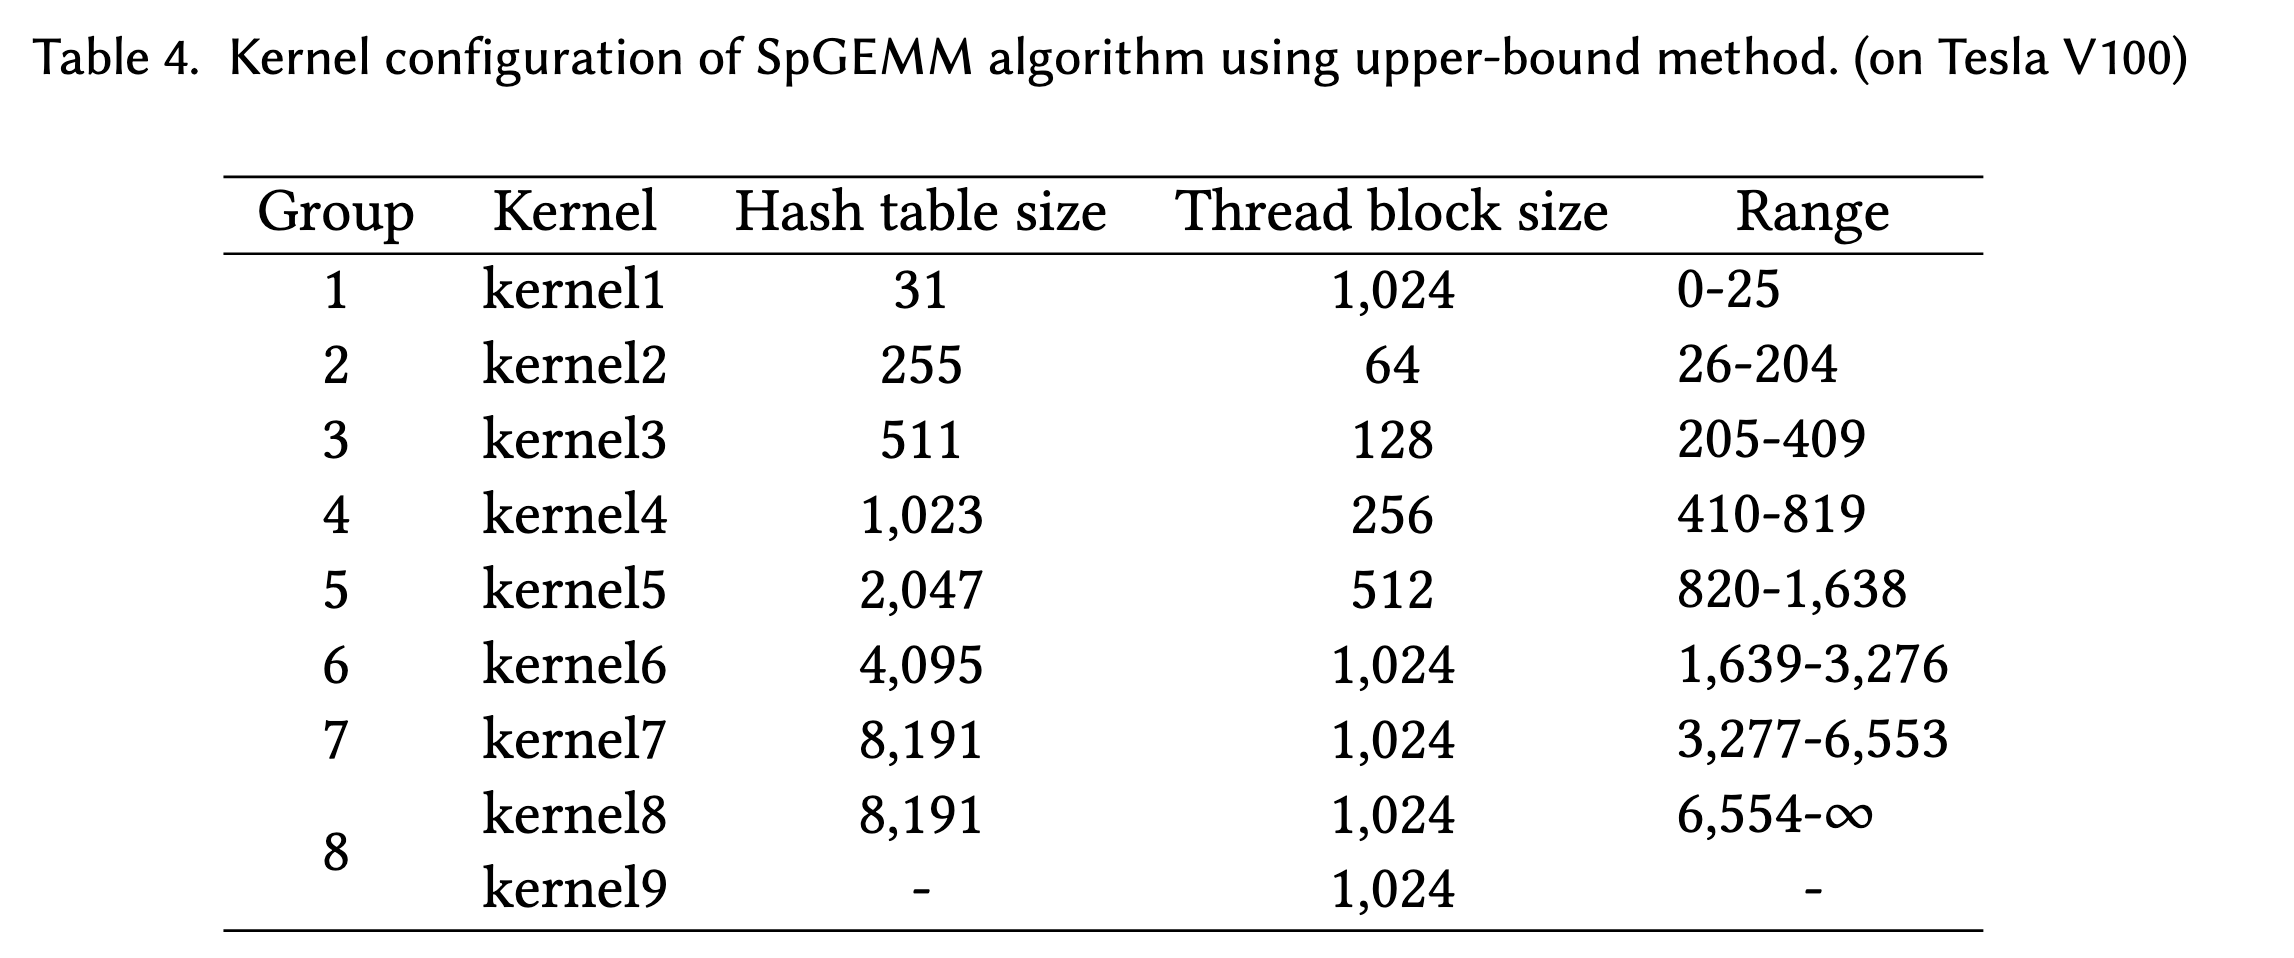 Table 4. Kernel configuration of SpGEMM algorithm using upper-bound method. (on Tesla V100)
Group Kernel Hash table size Thread block size Range
1 kernel1 31 1,024 0-25
2 kernel2 255 64 26-204
3 kernel3 511 128 205-409
4 kernel4 1,023 256 410-819
5 kernel5 2,047 512 820-1,638
6 kernel6 4,095 1,024 1,639-3,276
7 kernel7 8,191 1,024 3,277-6,553
8 kernel8 8,191 1,024 6,554-∞
kernel9 - 1,024 -